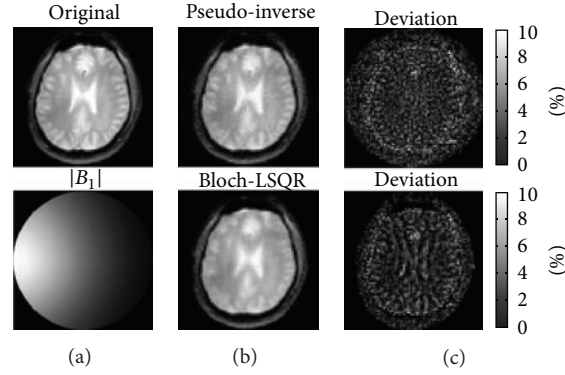 Original
Pseudo-inverse
Deviation
10
8
6
4
2
0
(%)
|B₁|
Bloch-LSQR
Deviation
10
8
6
4
2
0
(%)
(a)
(b)
(c)